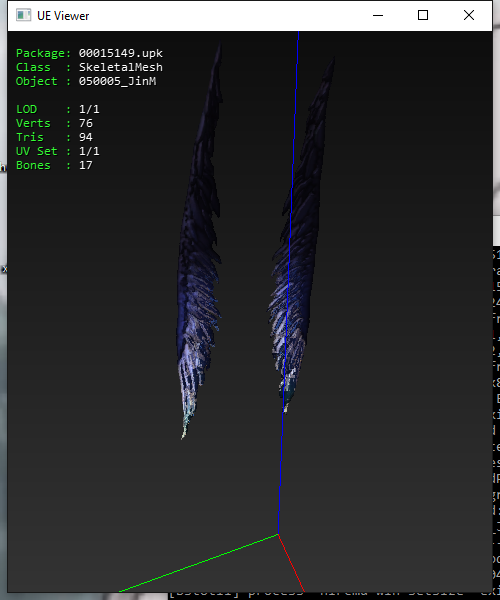 UE Viewer
Package: 00015149.upk
Class : SkeletalMesh
Object : 050005_JinM
LOD : 1/1
Verts : 76
Tris : 94
UV Set : 1/1
Bones : 17